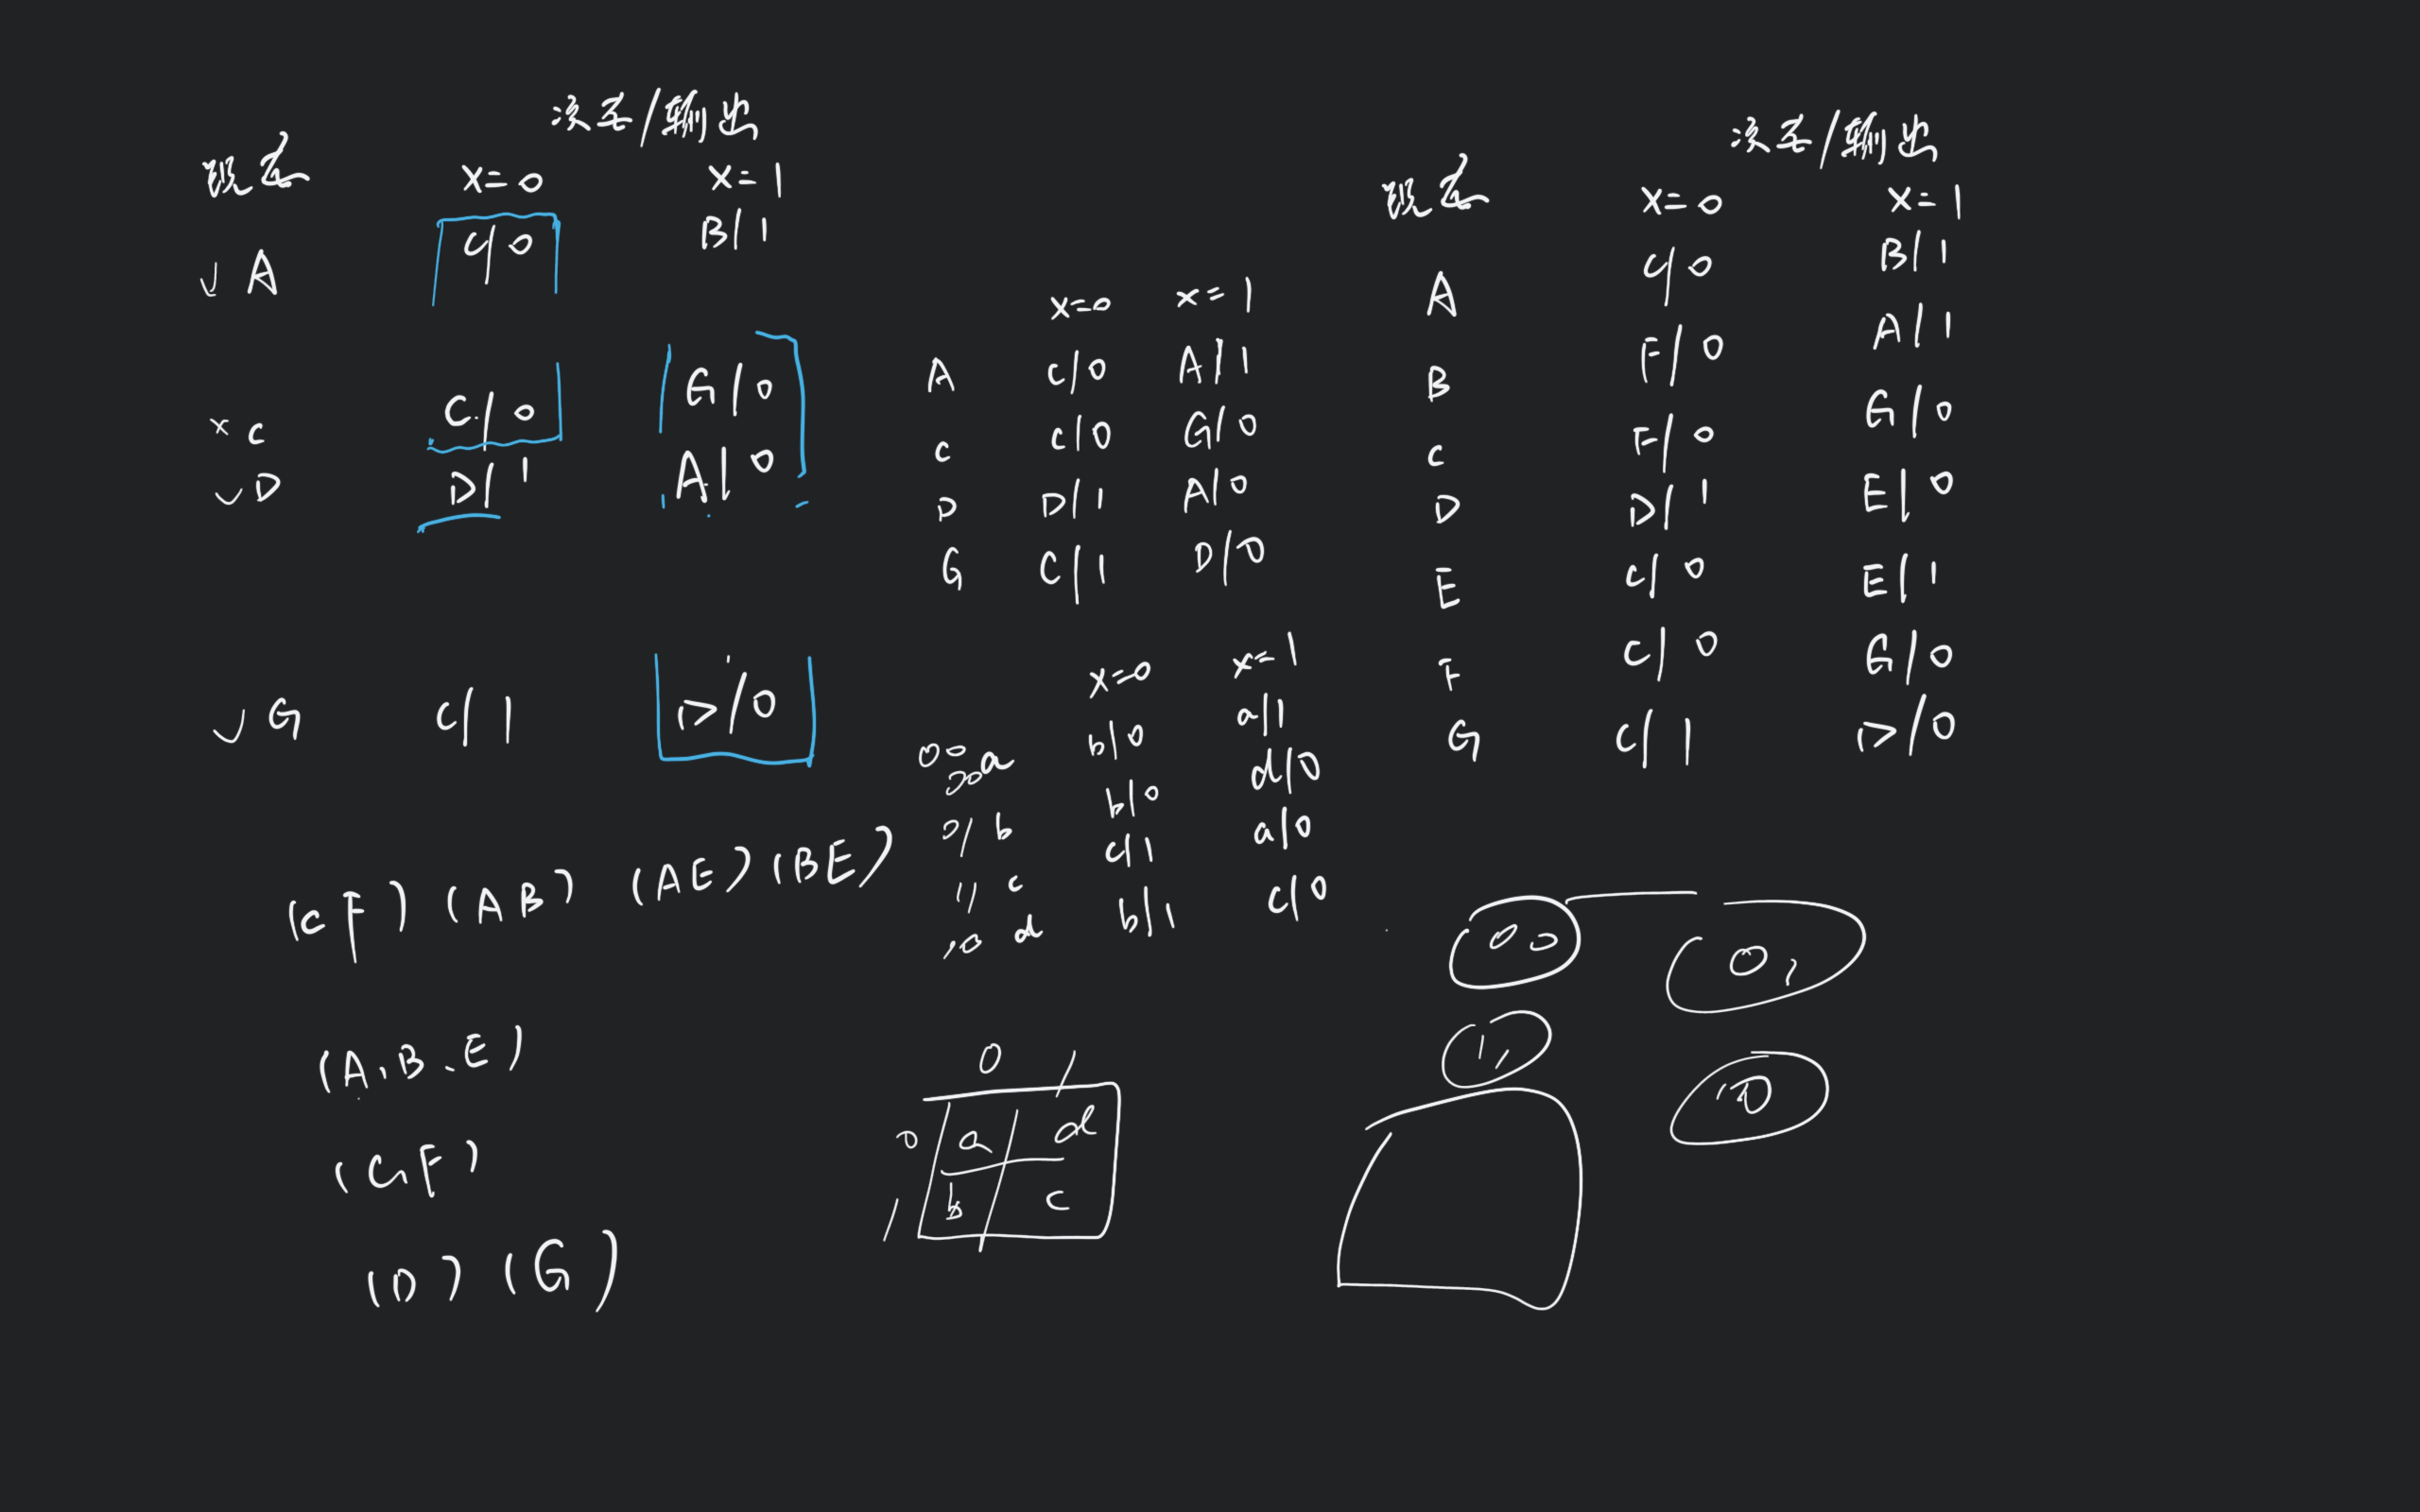 次态/输出
现态 X=0 X=1
✓ A C/0 B/1
× C C/0 G/0
✓ D D/1 A/0
✓ G C/1 D/0
(CF) (AB) (AE) (BE)
(A、B、E)
(CF)
(D) (G)
x=0 x=1
A C/0 A/1
C C/0 G/0
D D/1 A/0
G C/1 D/0
x=0 x=1
00 a b/0 a/1
01 b b/0 d/0
11 c c/1 a/0
10 d b/1 c/0
0 1
0 a d
1 b c
次态/输出
现态 X=0 X=1
A C/0 B/1
B F/0 A/1
C F/0 G/0
D D/1 E/0
E C/0 E/1
F C/0 G/0
G C/1 D/0
00 01
11 10